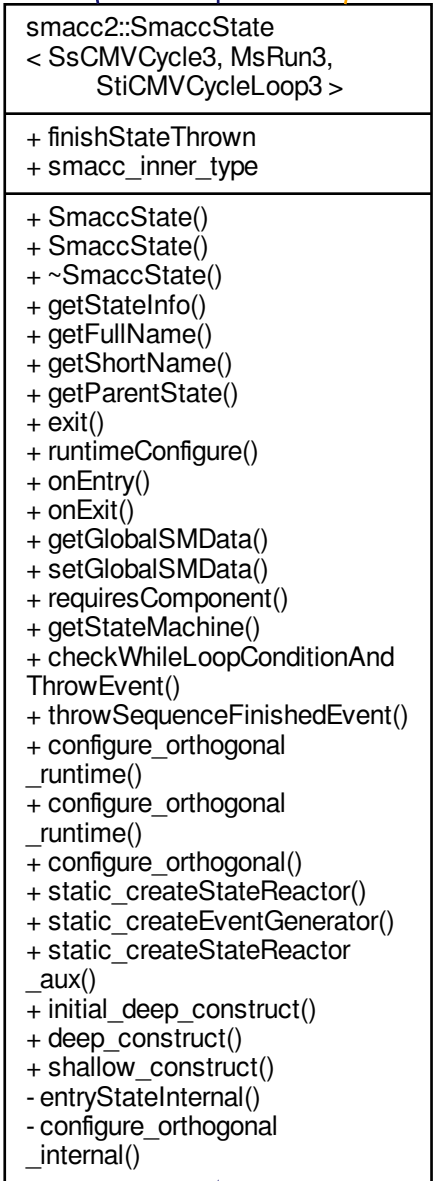 smacc2::SmaccState
< SsCMVCycle3, MsRun3,
StiCMVCycleLoop3 >
+ finishStateThrown
+ smacc_inner_type
+ SmaccState()
+ SmaccState()
+ ~SmaccState()
+ getStateInfo()
+ getFullName()
+ getShortName()
+ getParentState()
+ exit()
+ runtimeConfigure()
+ onEntry()
+ onExit()
+ getGlobalSMData()
+ setGlobalSMData()
+ requiresComponent()
+ getStateMachine()
+ checkWhileLoopConditionAnd
ThrowEvent()
+ throwSequenceFinishedEvent()
+ configure_orthogonal
_runtime()
+ configure_orthogonal
_runtime()
+ configure_orthogonal()
+ static_createStateReactor()
+ static_createEventGenerator()
+ static_createStateReactor
_aux()
+ initial_deep_construct()
+ deep_construct()
+ shallow_construct()
- entryStateInternal()
- configure_orthogonal
_internal()